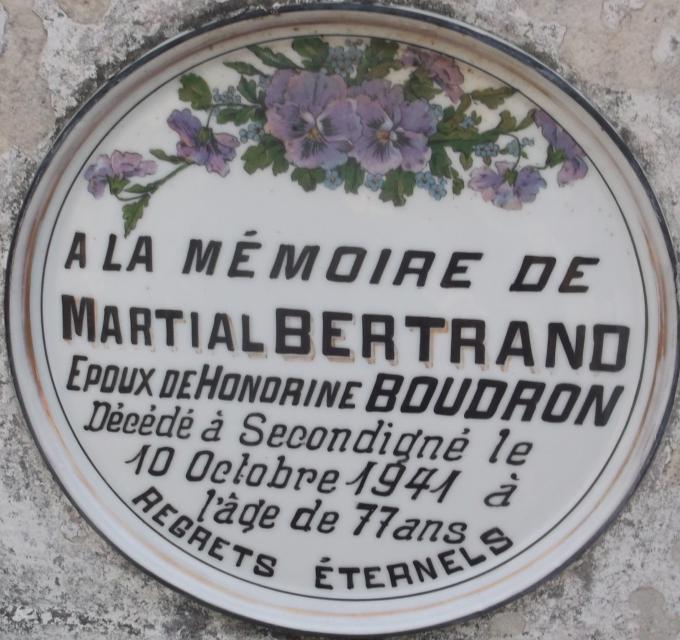 A LA MÉMOIRE DE
MARTIAL BERTRAND
EPOUX DE HONORINE BOUDRON
Décédé à Secondigné le
10 Octobre 1941 à
l'âge de 77 ans
REGRETS ÉTERNELS